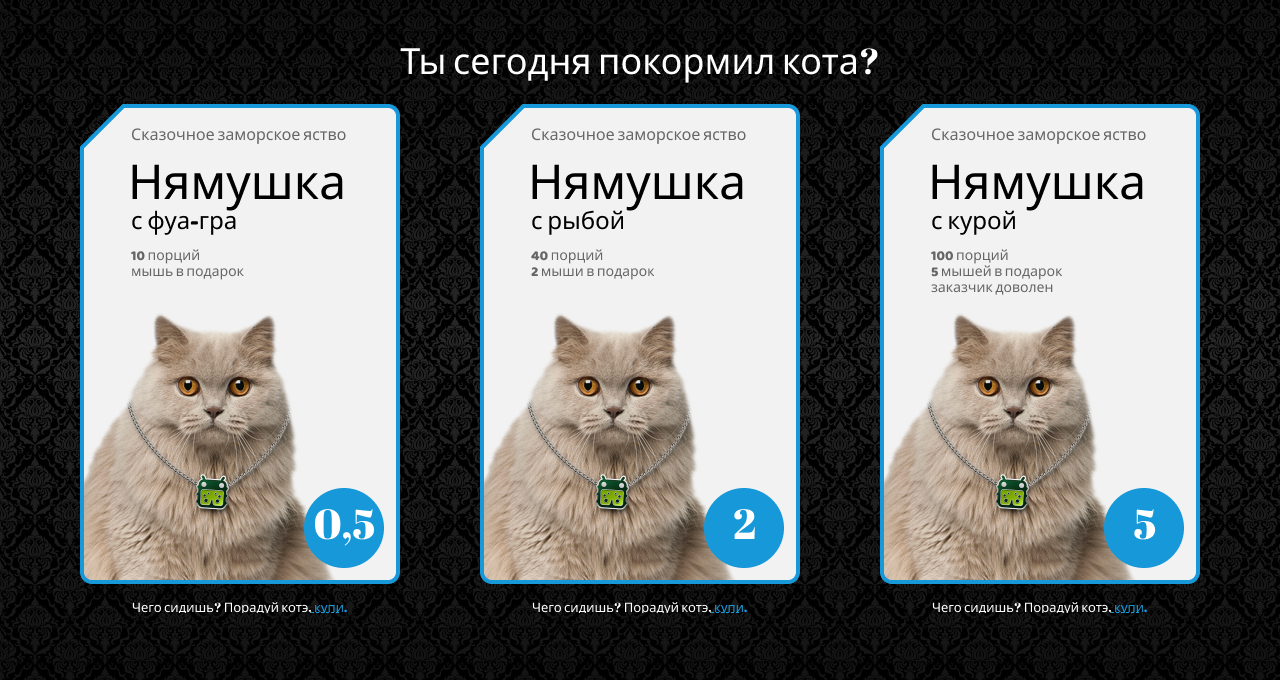 Ты сегодня покормил кота?
Сказочное заморское яство
Нямушка
с фуа-гра
10 порций
мышь в подарок
0,5
Чего сидишь? Порадуй котэ, купи.
Сказочное заморское яство
Нямушка
с рыбой
40 порций
2 мыши в подарок
2
Чего сидишь? Порадуй котэ, купи.
Сказочное заморское яство
Нямушка
с курой
100 порций
5 мышей в подарок
заказчик доволен
5
Чего сидишь? Порадуй котэ, купи.